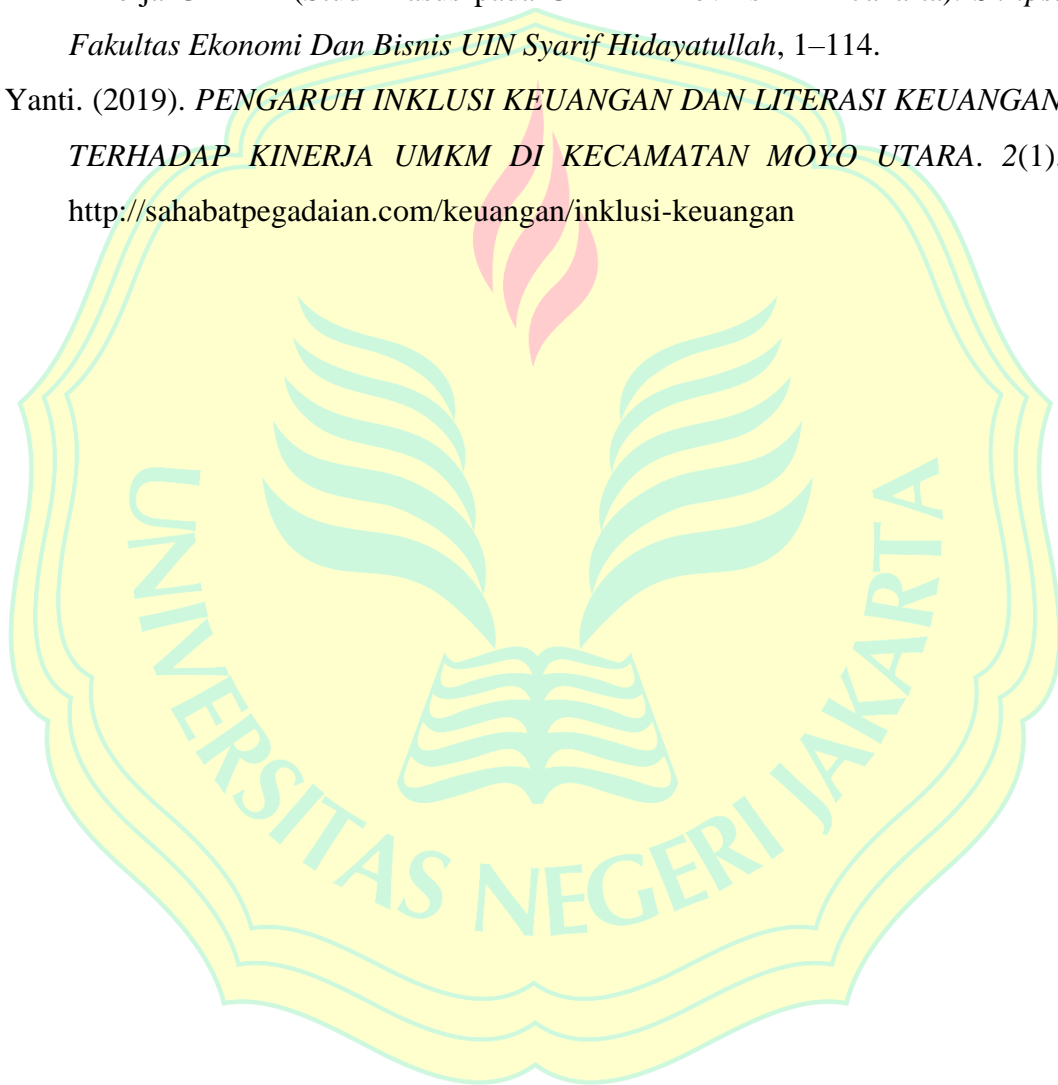 Fakultas Ekonomi Dan Bisnis UIN Syarif Hidayatullah, 1–114.
Yanti. (2019). PENGARUH INKLUSI KEUANGAN DAN LITERASI KEUANGAN
TERHADAP KINERJA UMKM DI KECAMATAN MOYO UTARA. 2(1).
http://sahabatpegadaian.com/keuangan/inklusi-keuangan
UNIVERSITAS NEGERI JAKARTA